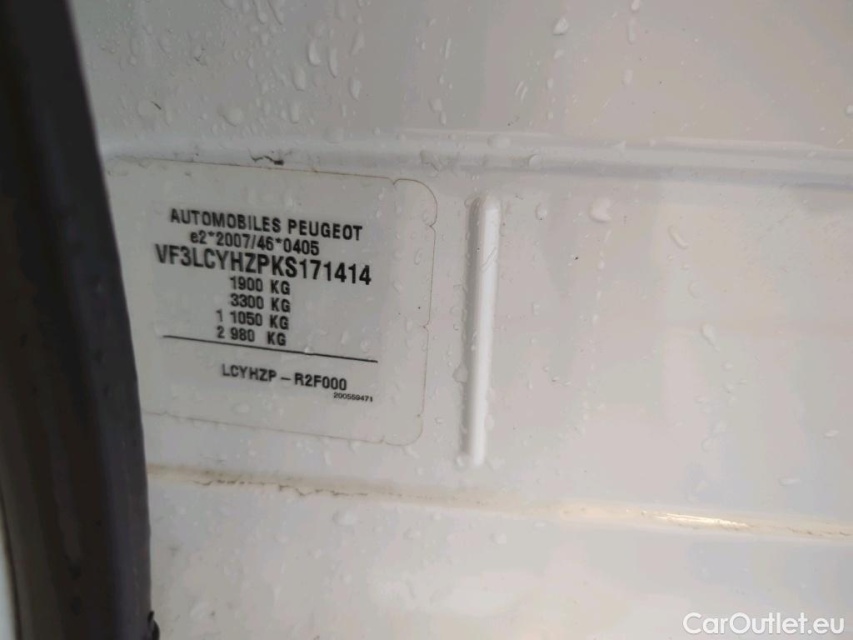 AUTOMOBILES PEUGEOT
e2*2007/46*0405
VF3LCYHZPKS171414
1900 KG
3300 KG
1 1050 KG
2 980 KG
LCYHZP - R2F000
200559471
CarOutlet.eu